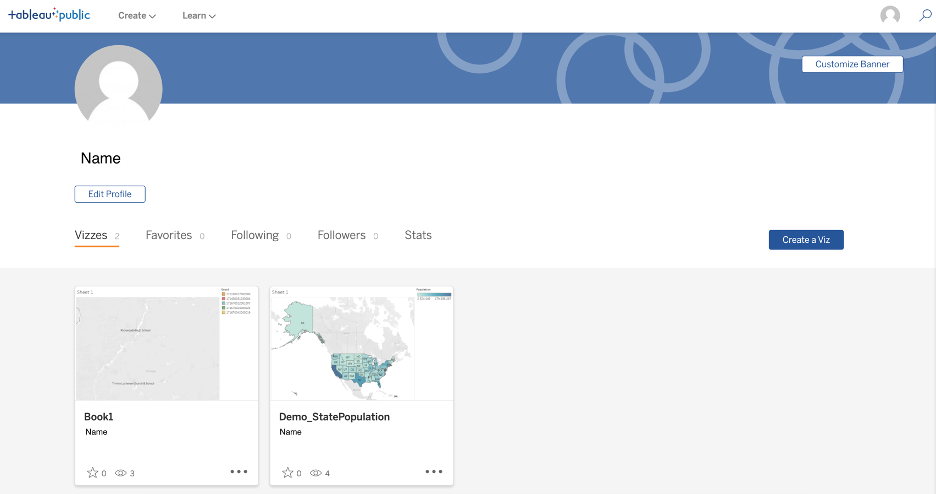 +ableau+public
Create
Learn
Customize Banner
Name
Edit Profile
Vizzes 2
Favorites 0
Following 0
Followers 0
Stats
Create a Viz
Sheet 1
Sheet 1
Population
Book1
Name
0
3
Demo_StatePopulation
Name
0
4